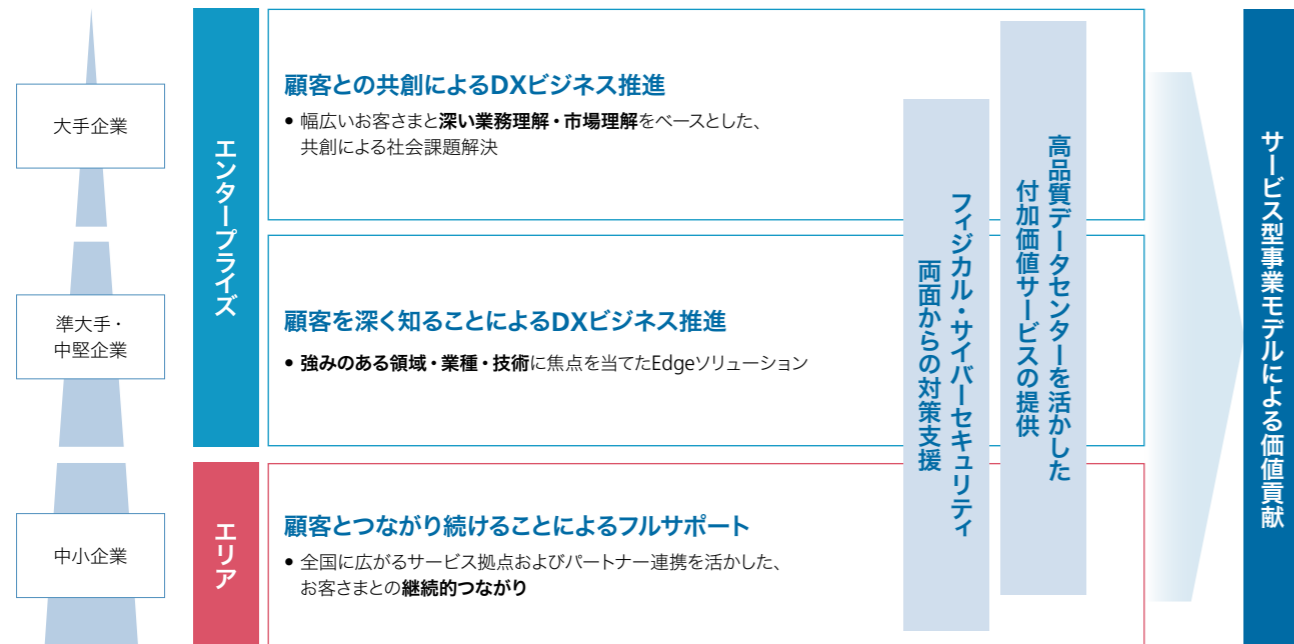 大手企業
準大手・
中堅企業
中小企業
エンタープライズ
エリア
顧客との共創によるDXビジネス推進
• 幅広いお客さまと深い業務理解・市場理解をベースとした、
共創による社会課題解決
顧客を深く知ることによるDXビジネス推進
• 強みのある領域・業種・技術に焦点を当てたEdgeソリューション
顧客とつながり続けることによるフルサポート
• 全国に広がるサービス拠点およびパートナー連携を活かした、
お客さまとの継続的つながり
フィジカル・サイバーセキュリティ
両面からの対策支援
高品質データセンターを活かした
付加価値サービスの提供
サービス型事業モデルによる価値貢献